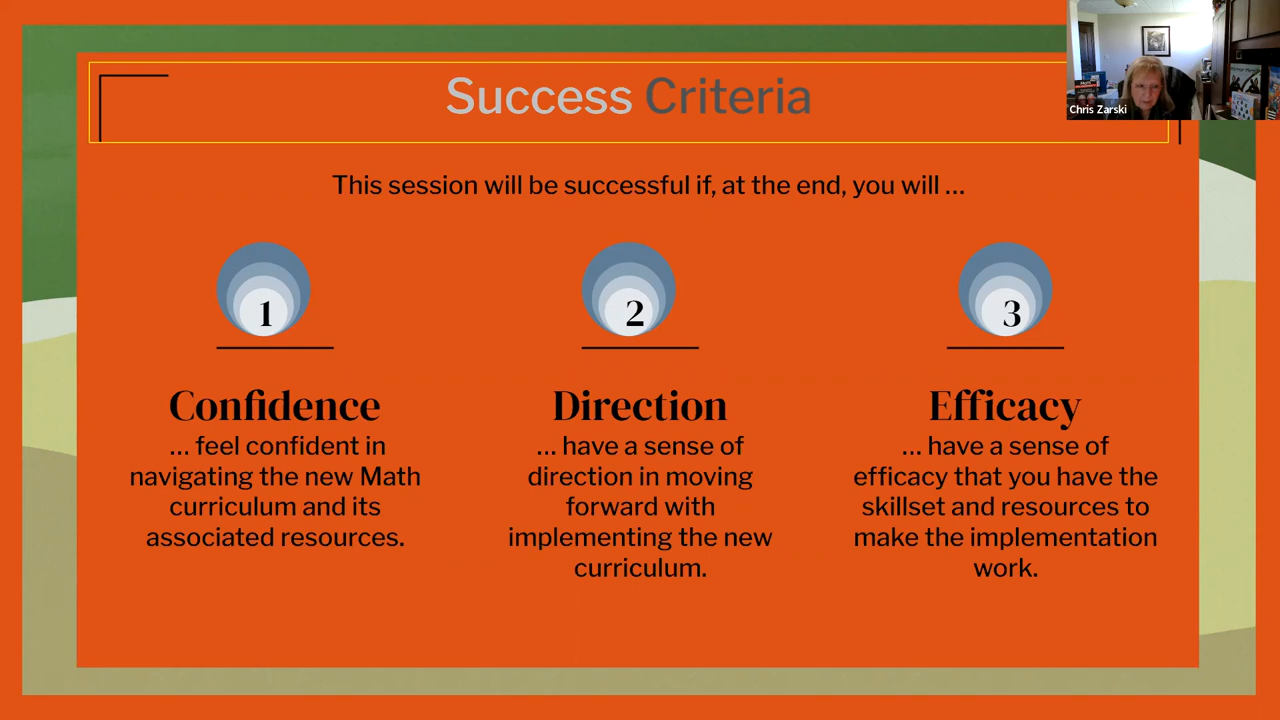 Success Criteria
Chris Zarski
This session will be successful if, at the end, you will ...
1
2
3
Confidence
... feel confident in
navigating the new Math
curriculum and its
associated resources.
Direction
... have a sense of
direction in moving
forward with
implementing the new
curriculum.
Efficacy
... have a sense of
efficacy that you have the
skillset and resources to
make the implementation
work.